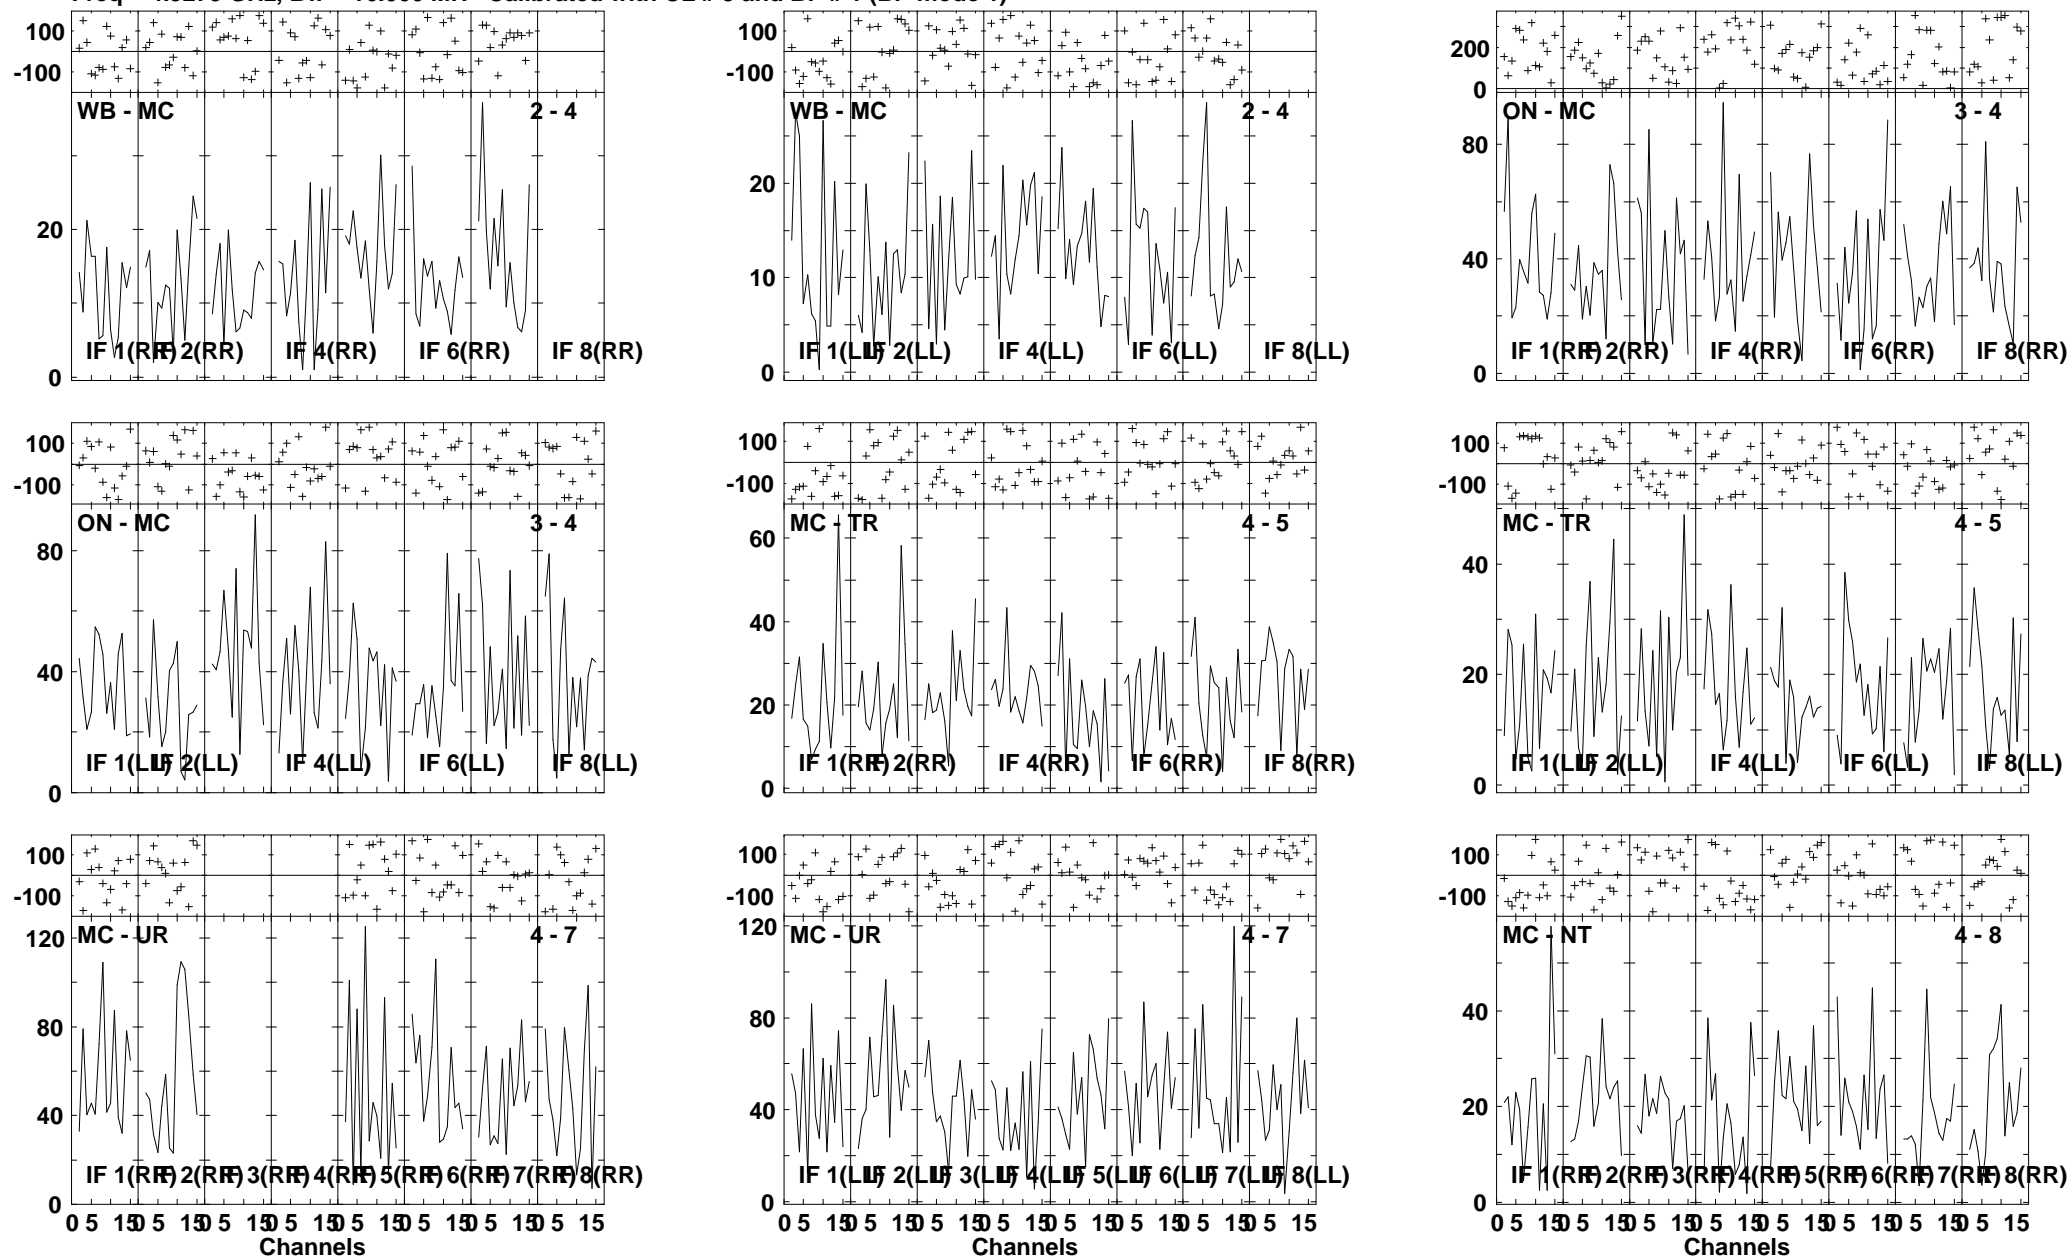 100
-100
WB - MC 2 - 4
20
0
IF 1(RR) IF 2(RR) IF 4(RR) IF 6(RR) IF 8(RR)
100
-100
WB - MC 2 - 4
20
10
0
IF 1(LL) IF 2(LL) IF 4(LL) IF 6(LL) IF 8(LL)
200
0
ON - MC 3 - 4
80
40
0
IF 1(RR) IF 2(RR) IF 4(RR) IF 6(RR) IF 8(RR)
100
-100
ON - MC 3 - 4
80
40
0
IF 1(LL) IF 2(LL) IF 4(LL) IF 6(LL) IF 8(LL)
100
-100
MC - TR 4 - 5
60
40
20
0
IF 1(RR) IF 2(RR) IF 4(RR) IF 6(RR) IF 8(RR)
100
-100
MC - TR 4 - 5
40
20
0
IF 1(LL) IF 2(LL) IF 4(LL) IF 6(LL) IF 8(LL)
100
-100
MC - UR 4 - 7
120
80
40
0
IF 1(RR) IF 2(RR) IF 3(RR) IF 4(RR) IF 5(RR) IF 6(RR) IF 7(RR) IF 8(RR)
0 5 15 0 5 15 0 5 15 0 5 15 0 5 15 0 5 15 0 5 15 0 5 15
Channels
100
-100
MC - UR 4 - 7
120
80
40
0
IF 1(LL) IF 2(LL) IF 3(LL) IF 4(LL) IF 5(LL) IF 6(LL) IF 7(LL) IF 8(LL)
0 5 15 0 5 15 0 5 15 0 5 15 0 5 15 0 5 15 0 5 15 0 5 15
Channels
100
-100
MC - NT 4 - 8
40
20
0
IF 1(RR) IF 2(RR) IF 3(RR) IF 4(RR) IF 5(RR) IF 6(RR) IF 7(RR) IF 8(RR)
0 5 15 0 5 15 0 5 15 0 5 15 0 5 15 0 5 15 0 5 15 0 5 15
Channels